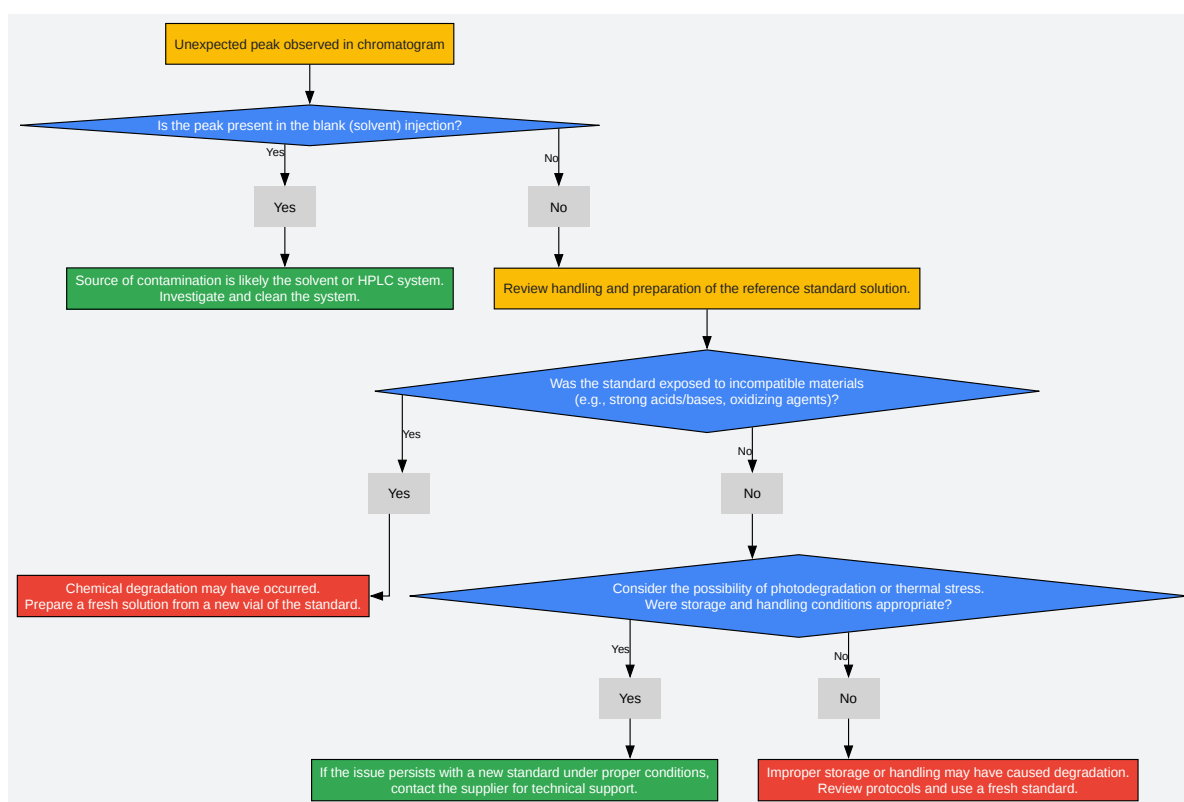 Unexpected peak observed in chromatogram
Is the peak present in the blank (solvent) injection?
Yes
No
Yes
No
Source of contamination is likely the solvent or HPLC system.
Investigate and clean the system.
Review handling and preparation of the reference standard solution.
Was the standard exposed to incompatible materials
(e.g., strong acids/bases, oxidizing agents)?
Yes
No
Yes
No
Chemical degradation may have occurred.
Prepare a fresh solution from a new vial of the standard.
Consider the possibility of photodegradation or thermal stress.
Were storage and handling conditions appropriate?
Yes
No
Yes
No
If the issue persists with a new standard under proper conditions,
contact the supplier for technical support.
Improper storage or handling may have caused degradation.
Review protocols and use a fresh standard.